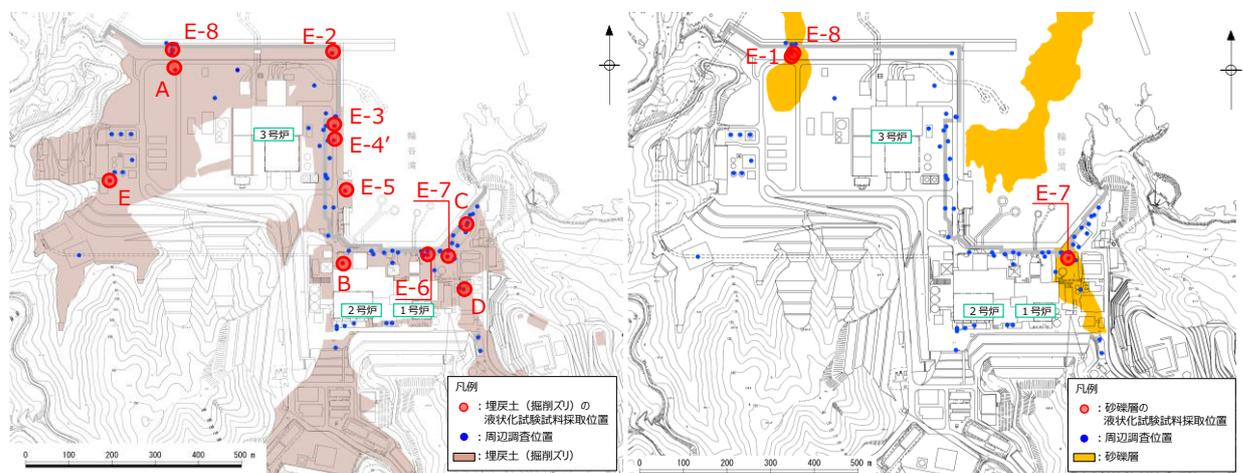 E-8
E-2
A
E-3
3号炉
E-4’
輪谷湾
E
E-5
E-7
C
B
E-6
D
2号炉
1号炉
凡例
：埋戻土（掘削ズリ）の
液状化試験試料採取位置
：周辺調査位置
：埋戻土（掘削ズリ）
0 100 200 300 400 500 m
E-8
E-1
3号炉
輪谷湾
E-7
2号炉
1号炉
凡例
：砂礫層の
液状化試験試料採取位置
：周辺調査位置
：砂礫層
0 100 200 300 400 500 m